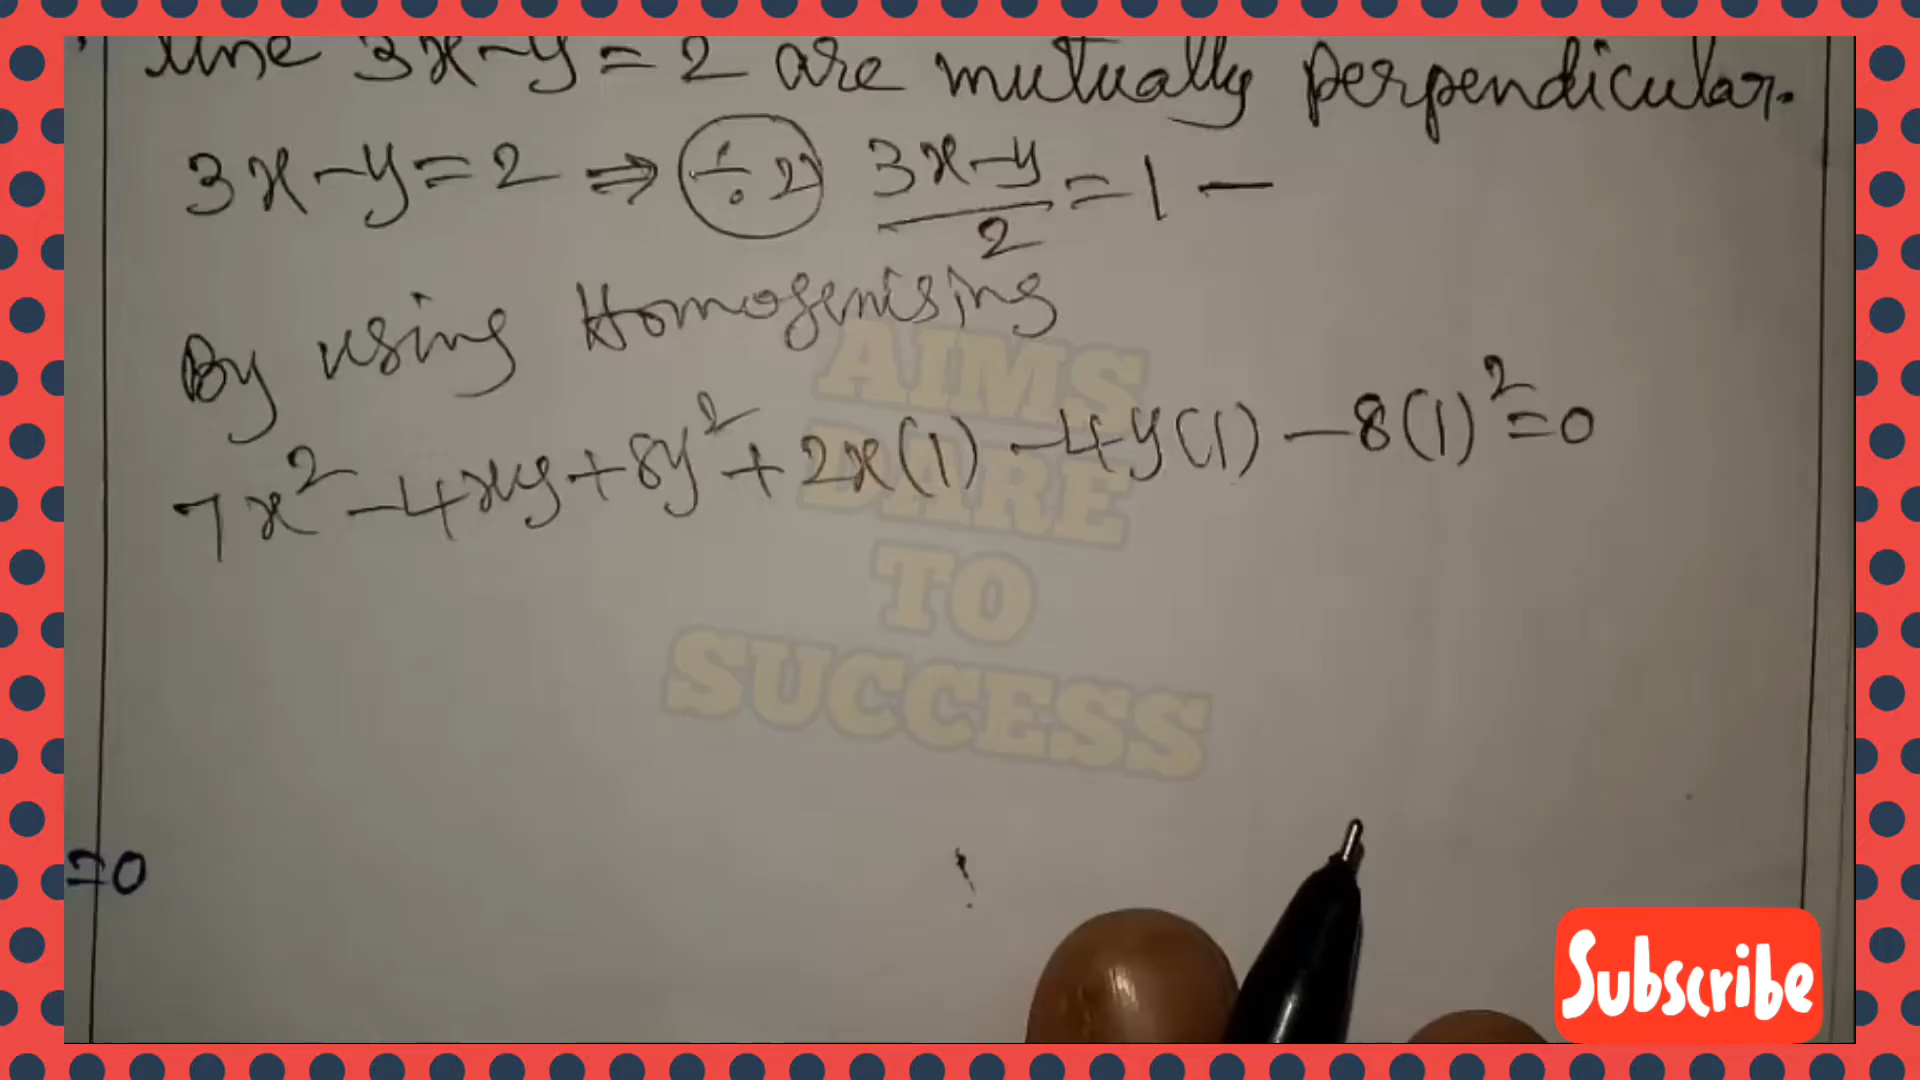 line 3x-y=2 are mutually perpendicular.
3x-y=2 ⇒ ÷2 \frac{3x-y}{2}=1 —
By using Homogenising
7x²-4xy+8y²+2x(1)-4y(1)-8(1)²=0
AIMS
DARE
TO
SUCCESS
=0
Subscribe